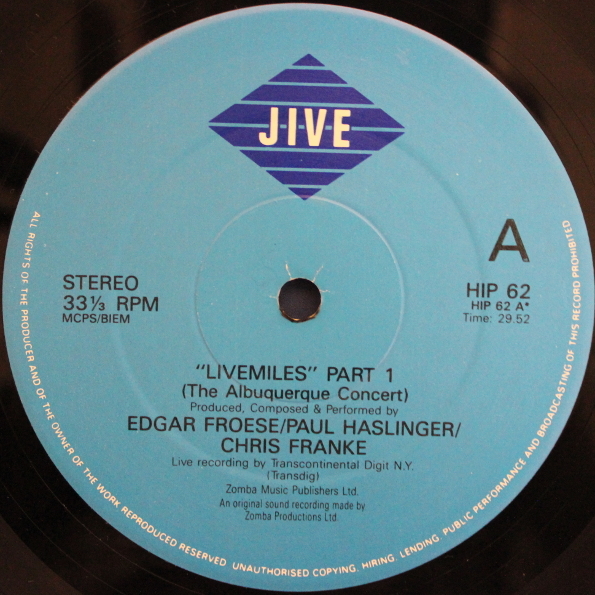 JIVE
A
STEREO
33⅓ RPM
MCPS/BIEM
HIP 62
HIP 62 A*
Time: 29.52
"LIVEMILES" PART 1
(The Albuquerque Concert)
Produced, Composed & Performed by
EDGAR FROESE/PAUL HASLINGER/
CHRIS FRANKE
Live recording by Transcontinental Digit N.Y.
(Transdig)
Zomba Music Publishers Ltd.
An original sound recording made by
Zomba Productions Ltd.
ALL RIGHTS OF THE PRODUCER AND OF THE OWNER OF THE WORK REPRODUCED RESERVED. UNAUTHORISED COPYING, HIRING, LENDING, PUBLIC PERFORMANCE AND BROADCASTING OF THIS RECORD PROHIBITED